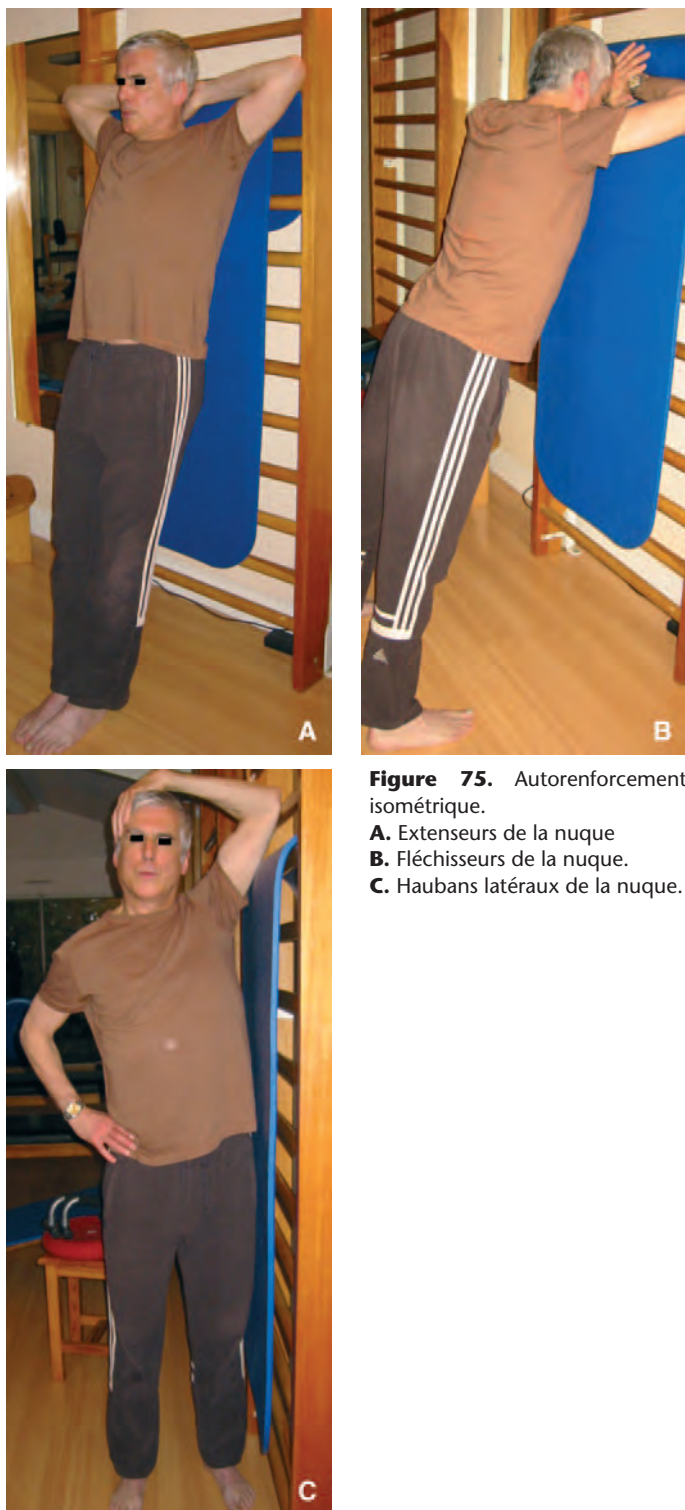 A
B
Figure 75. Autorenforcement
isométrique.
A. Extenseurs de la nuque
B. Fléchisseurs de la nuque.
C. Haubans latéraux de la nuque.
C